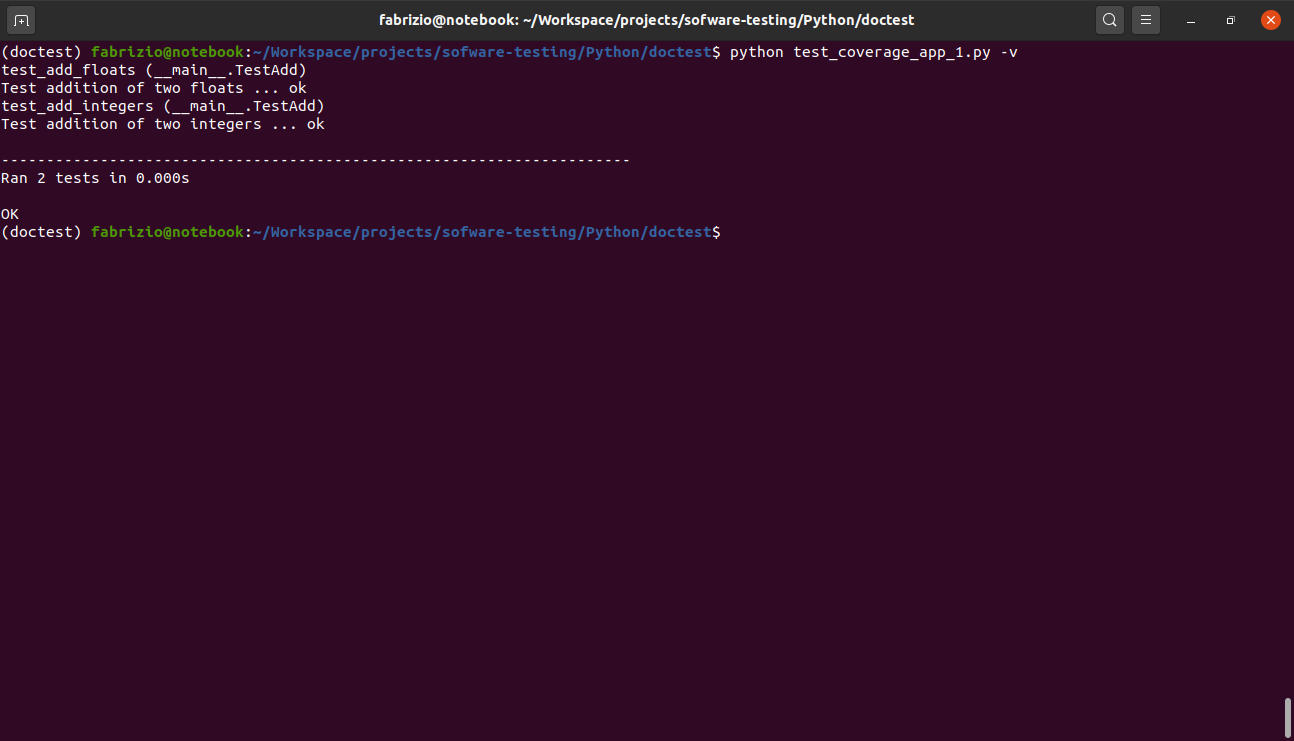 fabrizio@notebook: ~/Workspace/projects/sofware-testing/Python/doctest
(doctest) fabrizio@notebook:~/Workspace/projects/sofware-testing/Python/doctest$ python test_coverage_app_1.py -v
test_add_floats (__main__.TestAdd)
Test addition of two floats ... ok
test_add_integers (__main__.TestAdd)
Test addition of two integers ... ok
----------------------------------------------------------------------
Ran 2 tests in 0.000s
OK
(doctest) fabrizio@notebook:~/Workspace/projects/sofware-testing/Python/doctest$